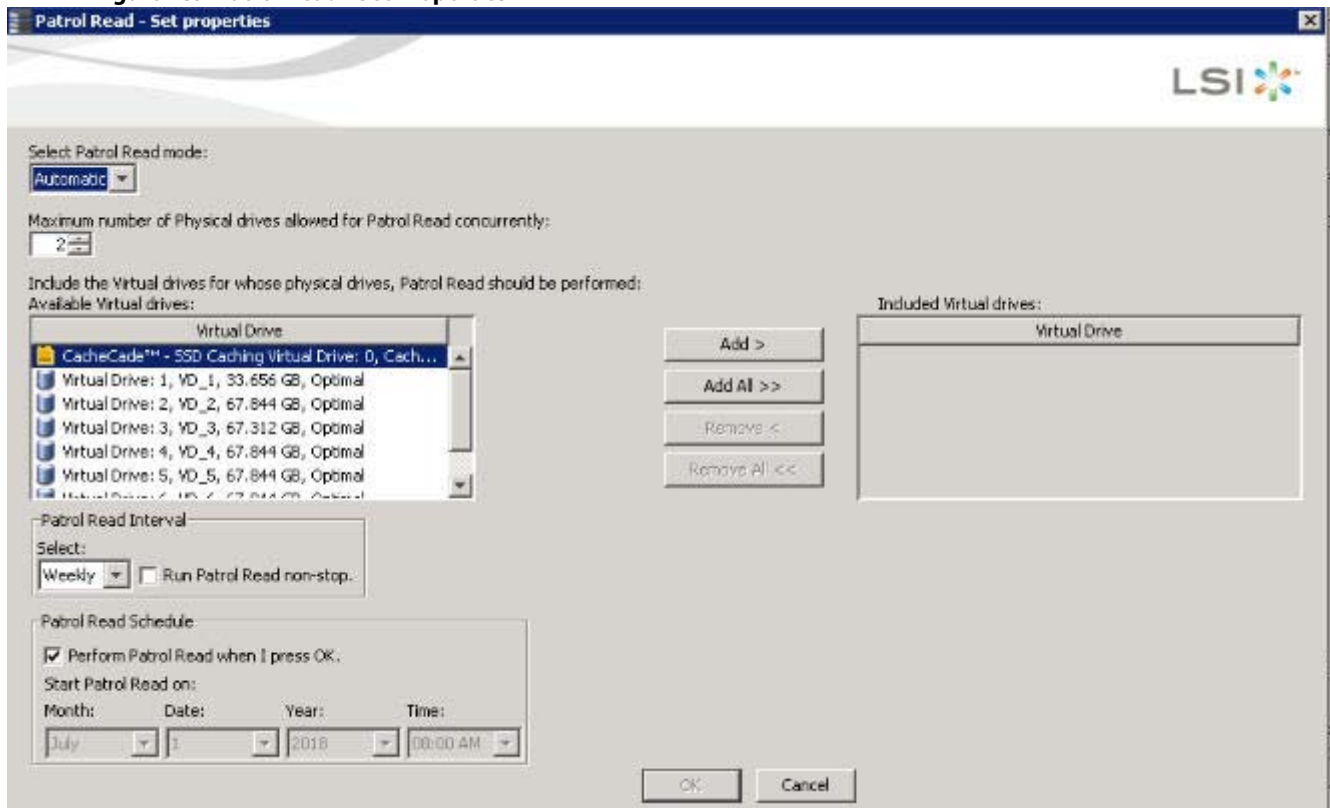 Patrol Read - Set properties
LSI
Select Patrol Read mode:
Automatic
Maximum number of Physical drives allowed for Patrol Read concurrently:
2
Include the Virtual drives for whose physical drives, Patrol Read should be performed:
Available Virtual drives:
Included Virtual drives:
Virtual Drive
Virtual Drive
CacheCade™ - SSD Caching Virtual Drive: 0, Cach...
Virtual Drive: 1, VD_1, 33.656 GB, Optimal
Virtual Drive: 2, VD_2, 67.844 GB, Optimal
Virtual Drive: 3, VD_3, 67.312 GB, Optimal
Virtual Drive: 4, VD_4, 67.844 GB, Optimal
Virtual Drive: 5, VD_5, 67.844 GB, Optimal
Add >
Add All >>
Remove <
Remove All <<
Patrol Read Interval
Select:
Weekly
Run Patrol Read non-stop.
Patrol Read Schedule
Perform Patrol Read when I press OK.
Start Patrol Read on:
Month: Date: Year: Time:
July 1 2018 08:00 AM
OK Cancel